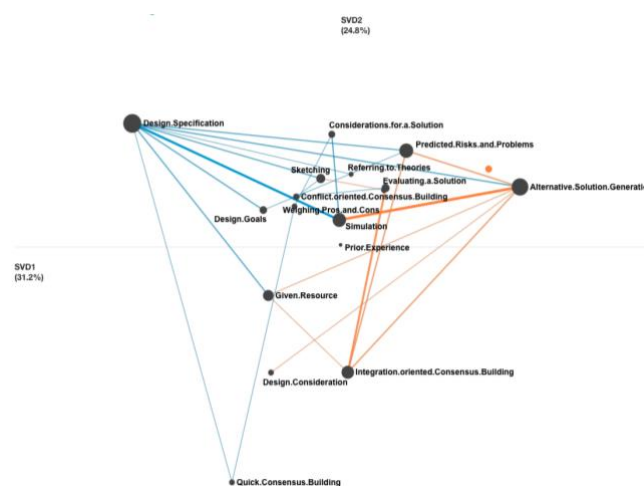 SVD2
(24.8%)
Design.Specification
Considerations.for.a.Solution
Predicted.Risks.and.Problems
Sketching
Referring.to.Theories
Evaluating.a.Solution
Alternative.Solution.Generatio
Conflict.oriented.Consensus.Building
Weighing.Pros.and.Cons
Design.Goals
Simulation
Prior.Experience
SVD1
(31.2%)
Given.Resource
Design.Consideration
Integration.oriented.Consensus.Building
Quick.Consensus.Building